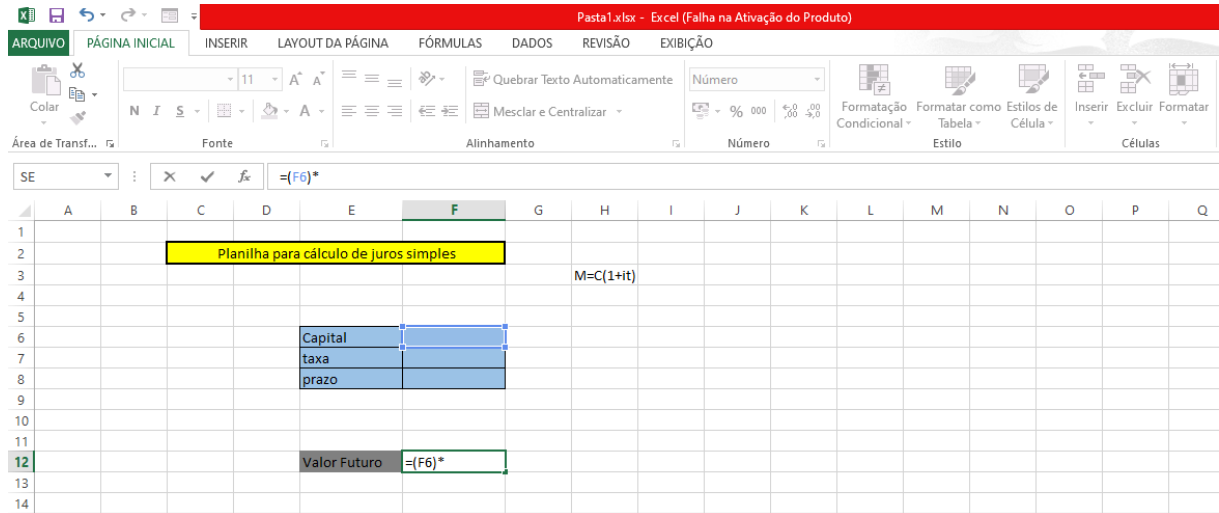 Pasta1.xlsx - Excel (Falha na Ativação do Produto)
ARQUIVO PÁGINA INICIAL INSERIR LAYOUT DA PÁGINA FÓRMULAS DADOS REVISÃO EXIBIÇÃO
11 A A Quebrar Texto Automaticamente Número
Colar N I S A Mesclar e Centralizar % 000 ,00 ,00
Formatação Condicional Formatar como Tabela Estilos de Célula Inserir Excluir Formatar
Área de Transf... Fonte Alinhamento Número Estilo Células
SE fx =(F6)*
A B C D E F G H I J K L M N O P Q
1
2 Planilha para cálculo de juros simples
3 M=C(1+it)
4
5
6 Capital
7 taxa
8 prazo
9
10
11
12 Valor Futuro =(F6)*
13
14